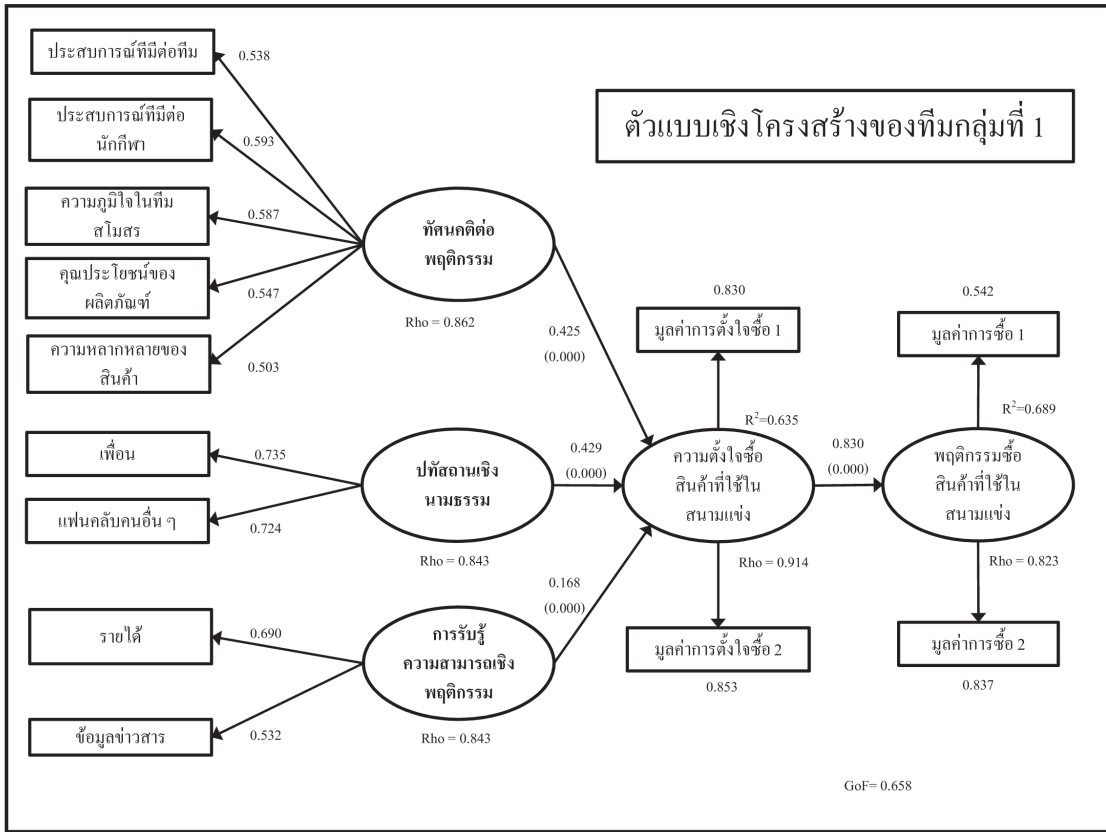 ตัวแบบเชิงโครงสร้างของทีมกลุ่มที่ 1
ประสบการณ์ที่มีต่อทีม
0.538
ประสบการณ์ที่มีต่อ
นักกีฬา
0.593
ความภูมิใจในทีม
สโมสร
0.587
คุณประโยชน์ของ
ผลิตภัณฑ์
0.547
ความหลากหลายของ
สินค้า
0.503
ทัศนคติต่อ
พฤติกรรม
Rho = 0.862
0.425
(0.000)
เพื่อน
0.735
แฟนคลับคนอื่น ๆ
0.724
ปทัสถานเชิง
นามธรรม
Rho = 0.843
0.429
(0.000)
รายได้
0.690
ข้อมูลข่าวสาร
0.532
การรับรู้
ความสามารถเชิง
พฤติกรรม
Rho = 0.843
0.168
(0.000)
0.830
มูลค่าการตั้งใจซื้อ 1
R²=0.635
ความตั้งใจซื้อ
สินค้าที่ใช้ใน
สนามแข่ง
Rho = 0.914
มูลค่าการตั้งใจซื้อ 2
0.853
0.830
(0.000)
0.542
มูลค่าการซื้อ 1
R²=0.689
พฤติกรรมซื้อ
สินค้าที่ใช้ใน
สนามแข่ง
Rho = 0.823
มูลค่าการซื้อ 2
0.837
GoF= 0.658